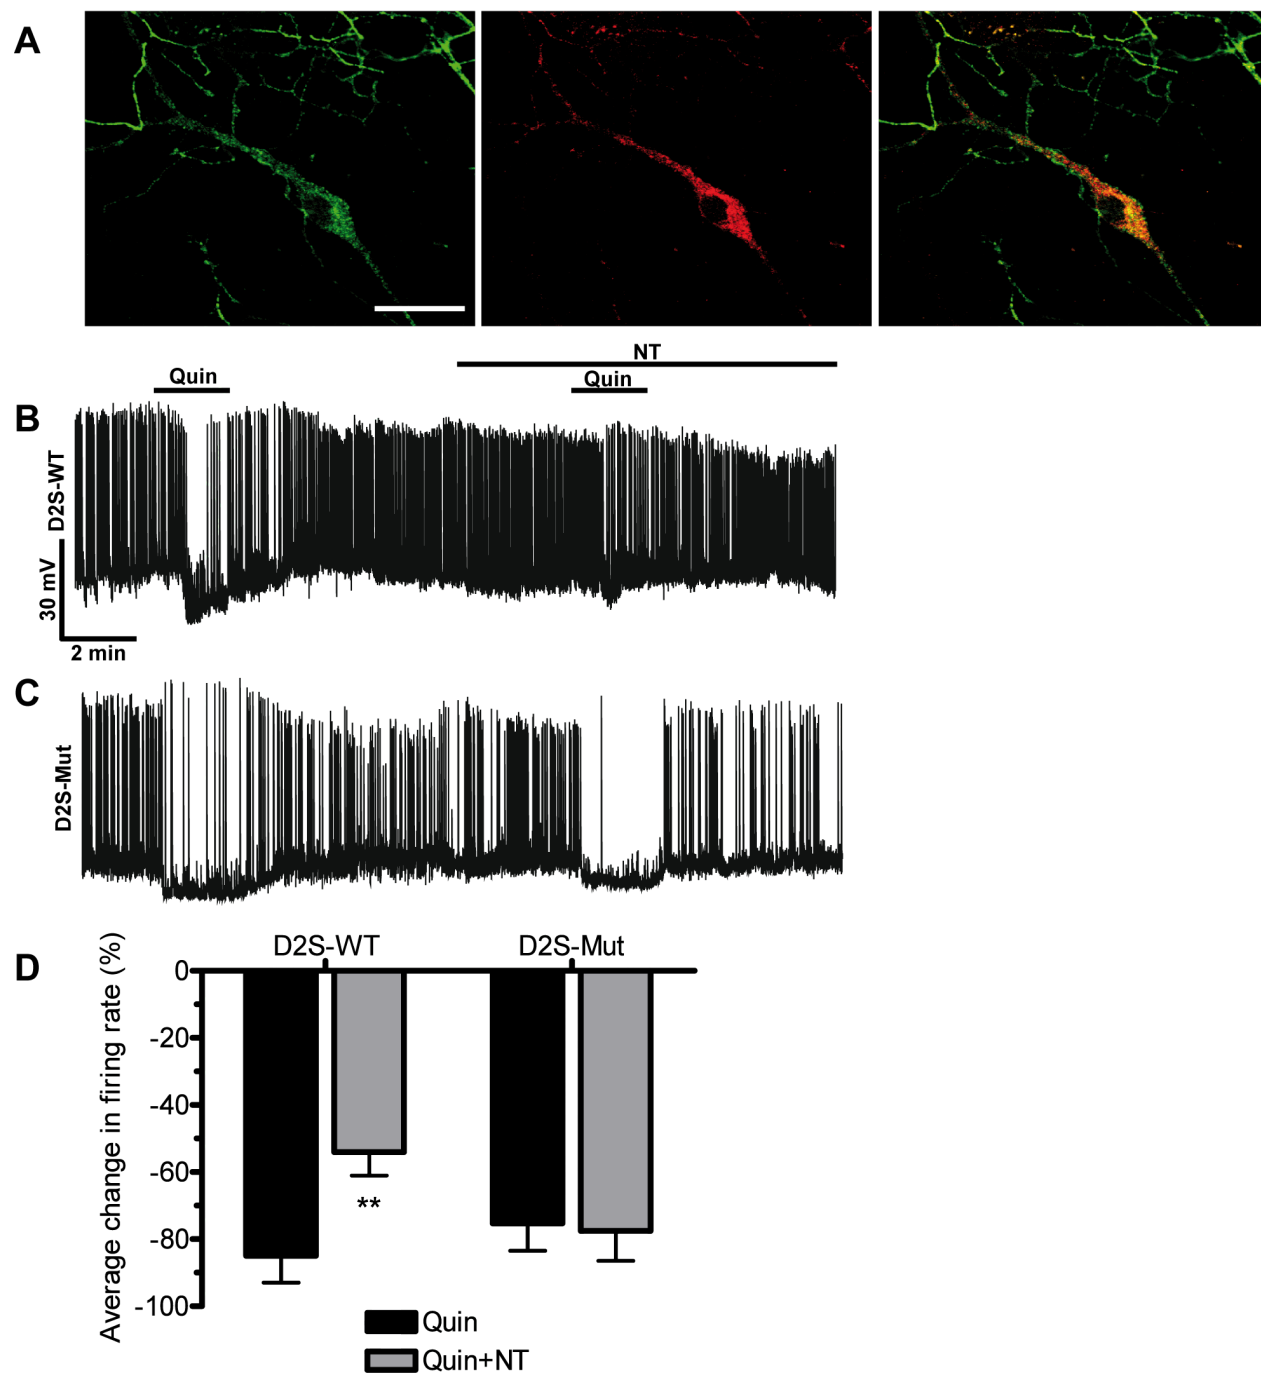 A
NT
Quin
Quin
B
D2S-WT
30 mV
2 min
C
D2S-Mut
D
D2S-WT
D2S-Mut
Average change in firing rate (%)
0
-20
-40
-60
-80
-100
**
Quin
Quin+NT